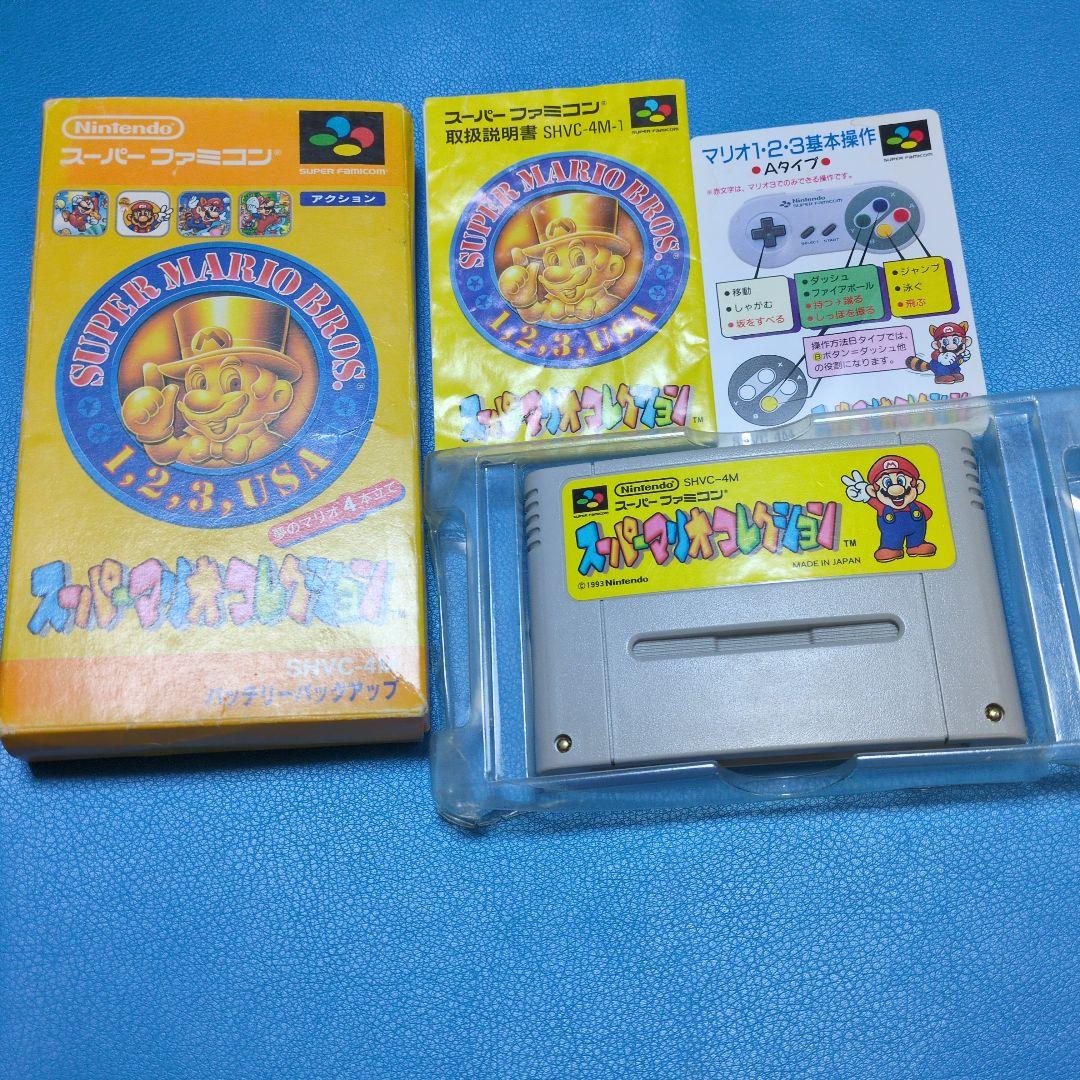 Nintendo
スーパーファミコン®
SUPER FAMICOM
アクション
SUPER MARIO BROS.®
1, 2, 3, USA
夢のマリオ4本立て
スーパーマリオコレクション™
SHVC-4M
バッテリーバックアップ
スーパーファミコン®
取扱説明書 SHVC-4M-1
SUPER FAMICOM
SUPER MARIO BROS.®
1, 2, 3, USA
スーパーマリオコレクション™
マリオ1・2・3基本操作
●Aタイプ●
SUPER FAMICOM
※赤文字は、マリオ3でのみできる操作です。
Nintendo
SUPER FAMICOM
SELECT START
●移動
●しゃがむ
●坂をすべる
●ダッシュ
●ファイアボール
●持つ→蹴る
●しっぽを振る
●ジャンプ
●泳ぐ
●飛ぶ
操作方法Bタイプでは、
Bボタン=ダッシュ他
の役割になります。
Nintendo SHVC-4M
スーパーファミコン®
SUPER FAMICOM
スーパーマリオコレクション™
MADE IN JAPAN
©1993 Nintendo